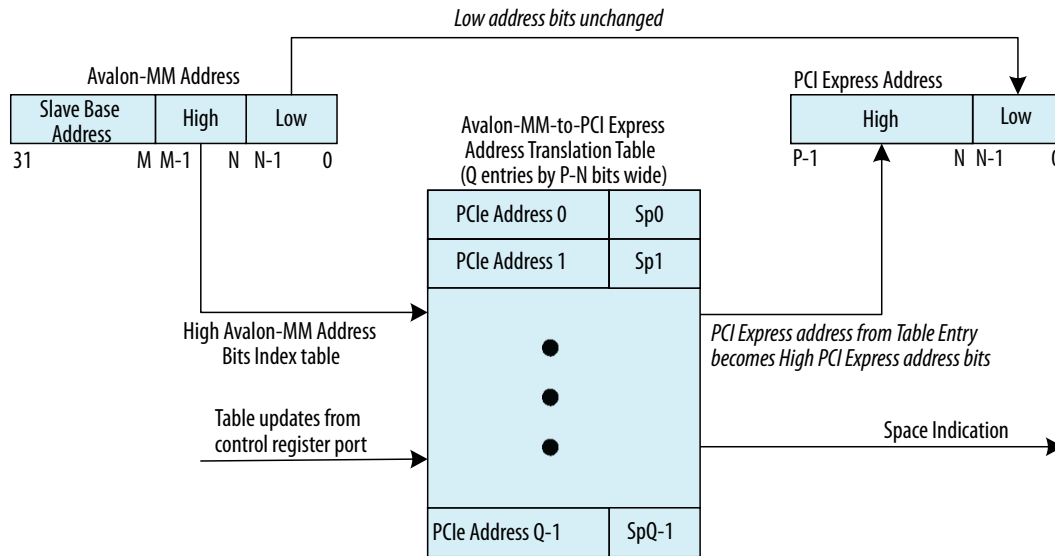 Low address bits unchanged
Avalon-MM Address
PCI Express Address
Slave Base
Address
High
Low
High
Low
31
M
M-1
N
N-1
0
P-1
N
N-1
0
Avalon-MM-to-PCI Express
Address Translation Table
(Q entries by P-N bits wide)
PCIe Address 0
Sp0
PCIe Address 1
Sp1
High Avalon-MM Address
Bits Index table
PCI Express address from Table Entry
becomes High PCI Express address bits
Table updates from
control register port
Space Indication
PCIe Address Q-1
SpQ-1